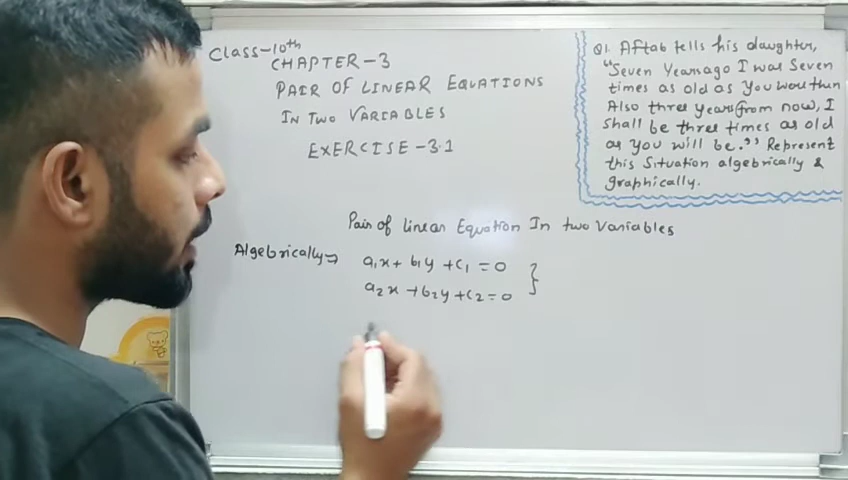 Class-10th
CHAPTER-3
PAIR OF LINEAR EQUATIONS
IN TWO VARIABLES
EXERCISE-3.1
Q1. Aftab tells his daughter,
"Seven Years ago I was Seven
times as old as You were then
Also three years from now, I
Shall be three times as old
as you will be." Represent
this Situation algebrically &
graphically.
Pair of linear Equation In two Variables
Algebrically⇒ a₁x + b₁y + c₁ = 0
a₂x + b₂y + c₂ = 0 }